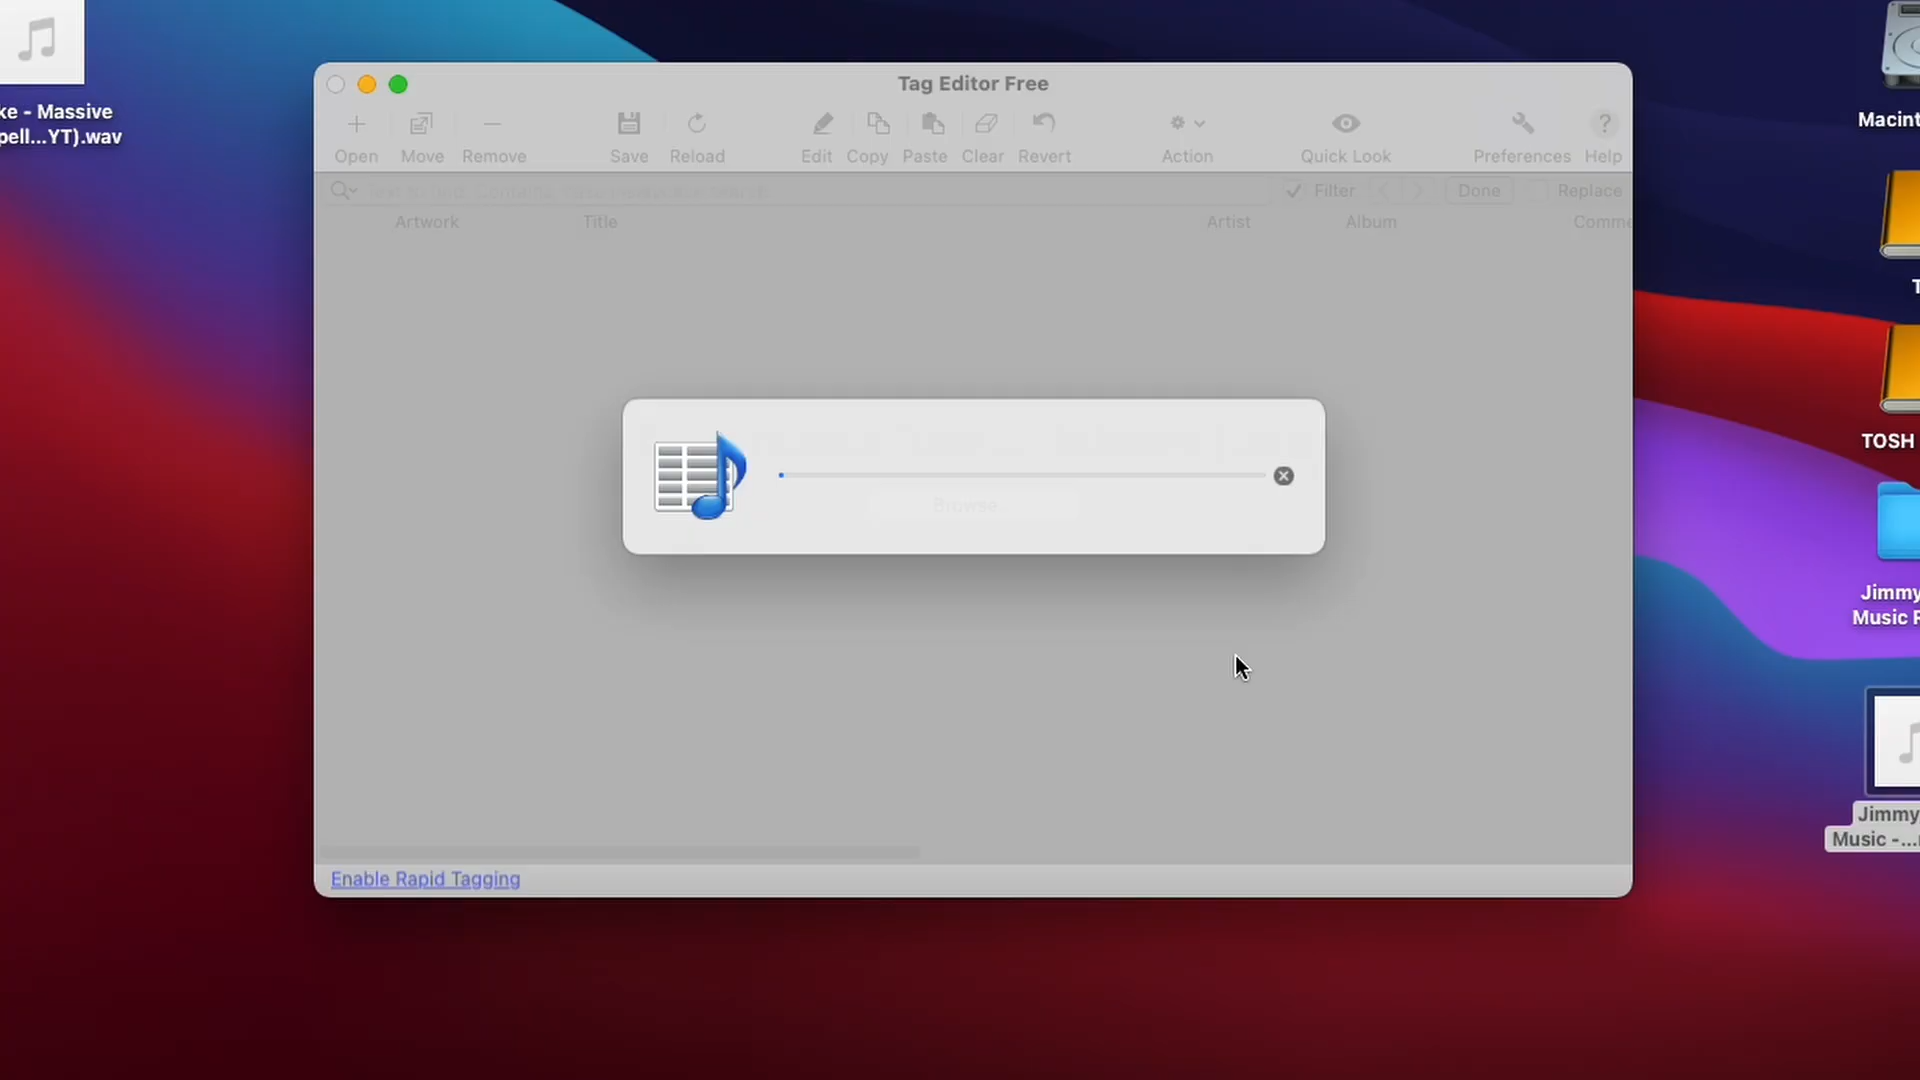 ke - Massive
pell...YT).wav
Tag Editor Free
Open Move Remove Save Reload Edit Copy Paste Clear Revert Action Quick Look Preferences Help
Filter Done Replace
Artwork Title Artist Album Comme
Browse...
Enable Rapid Tagging
Macint
T
TOSH
Jimmy
Music F
Jimmy
Music -...